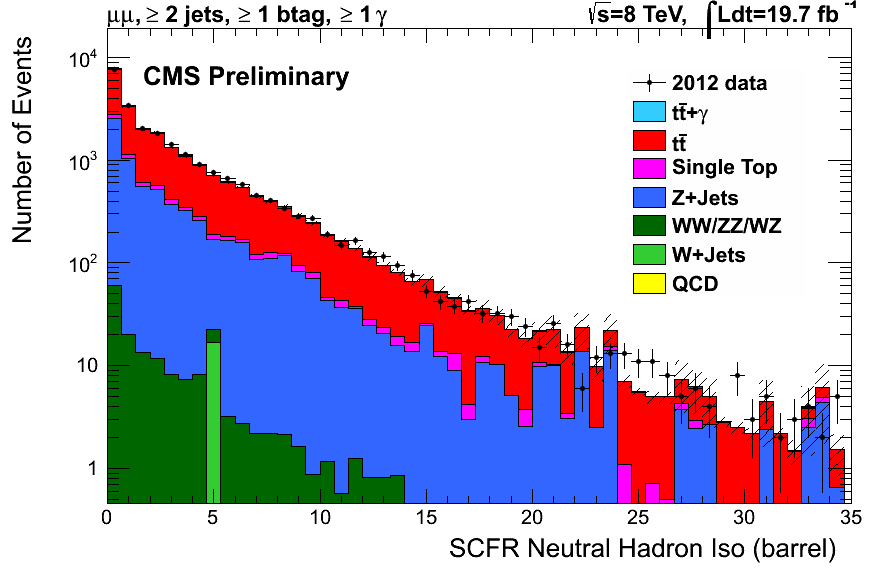 μμ, ≥ 2 jets, ≥ 1 btag, ≥ 1 γ √s=8 TeV, ∫Ldt=19.7 fb⁻¹
CMS Preliminary
2012 data
tt̄+γ
tt̄
Single Top
Z+Jets
WW/ZZ/WZ
W+Jets
QCD
Number of Events
10⁴
10³
10²
10
1
0 5 10 15 20 25 30 35
SCFR Neutral Hadron Iso (barrel)